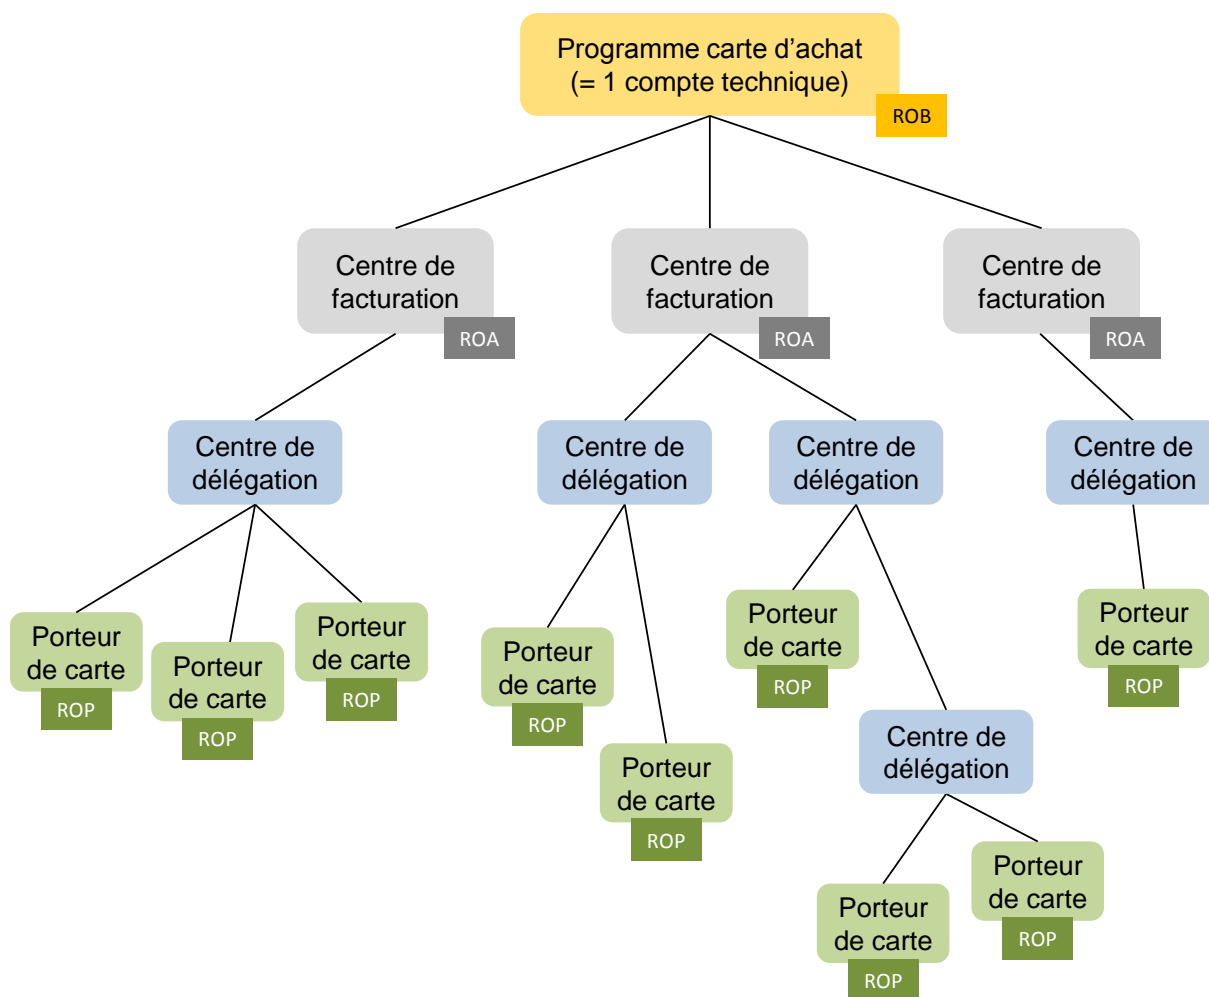 Programme carte d’achat
(= 1 compte technique)
ROB
Centre de
facturation
ROA
Centre de
facturation
ROA
Centre de
facturation
ROA
Centre de
délégation
Centre de
délégation
Centre de
délégation
Centre de
délégation
Porteur
de carte
ROP
Porteur
de carte
ROP
Porteur
de carte
ROP
Porteur
de carte
ROP
Porteur
de carte
ROP
Porteur
de carte
ROP
Porteur
de carte
ROP
Centre de
délégation
Porteur
de carte
ROP
Porteur
de carte
ROP